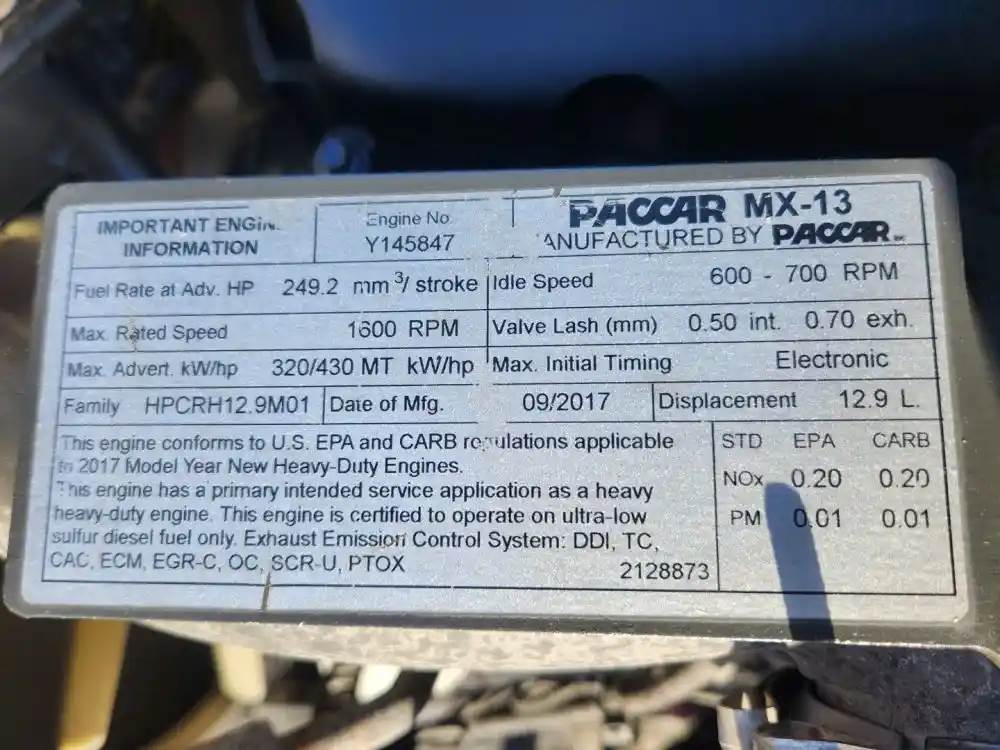 IMPORTANT ENGIN
INFORMATION
Engine No
Y145847
PACCAR MX-13
ANUFACTURED BY PACCAR
Fuel Rate at Adv. HP 249.2 mm³/ stroke
Idle Speed 600 - 700 RPM
Max. Rated Speed 1600 RPM
Valve Lash (mm) 0.50 int. 0.70 exh.
Max. Advert. kW/hp 320/430 MT kW/hp
Max. Initial Timing Electronic
Family HPCRH12.9M01
Date of Mfg. 09/2017
Displacement 12.9 L.
This engine conforms to U.S. EPA and CARB regulations applicable
to 2017 Model Year New Heavy-Duty Engines.
This engine has a primary intended service application as a heavy
heavy-duty engine. This engine is certified to operate on ultra-low
sulfur diesel fuel only. Exhaust Emission Control System: DDI, TC,
CAC, ECM, EGR-C, OC, SCR-U, PTOX
2128873
STD EPA CARB
NOx 0.20 0.20
PM 0.01 0.01